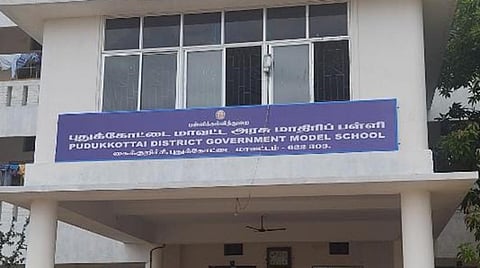 பள்ளிக்கல்வித்துறை
புதுக்கோட்டை மாவட்ட அரசு மாதிரிப் பள்ளி
PUDUKKOTTAI DISTRICT GOVERNMENT MODEL SCHOOL
கைக்குறிச்சி, புதுக்கோட்டை மாவட்டம் - 622 303.